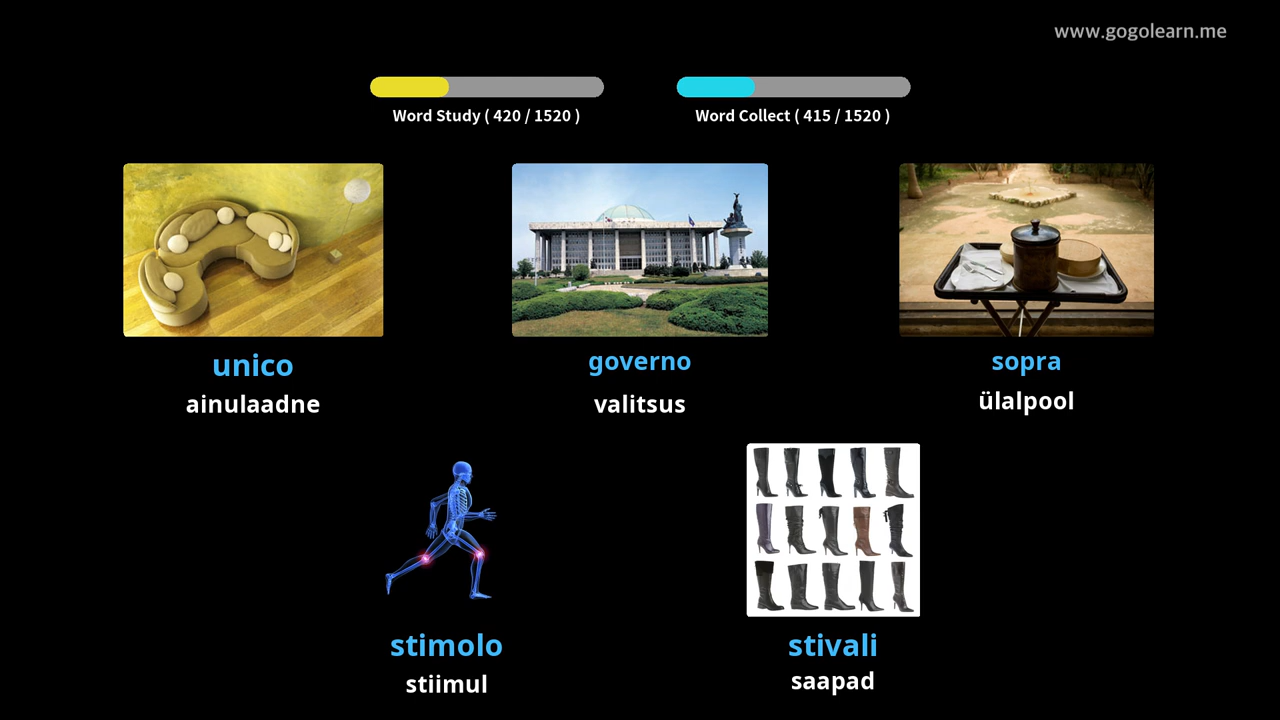 www.gogolearn.me
Word Study ( 420 / 1520 )
Word Collect ( 415 / 1520 )
unico
ainulaadne
governo
valitsus
sopra
ülalpool
stimolo
stiimul
stivali
saapad